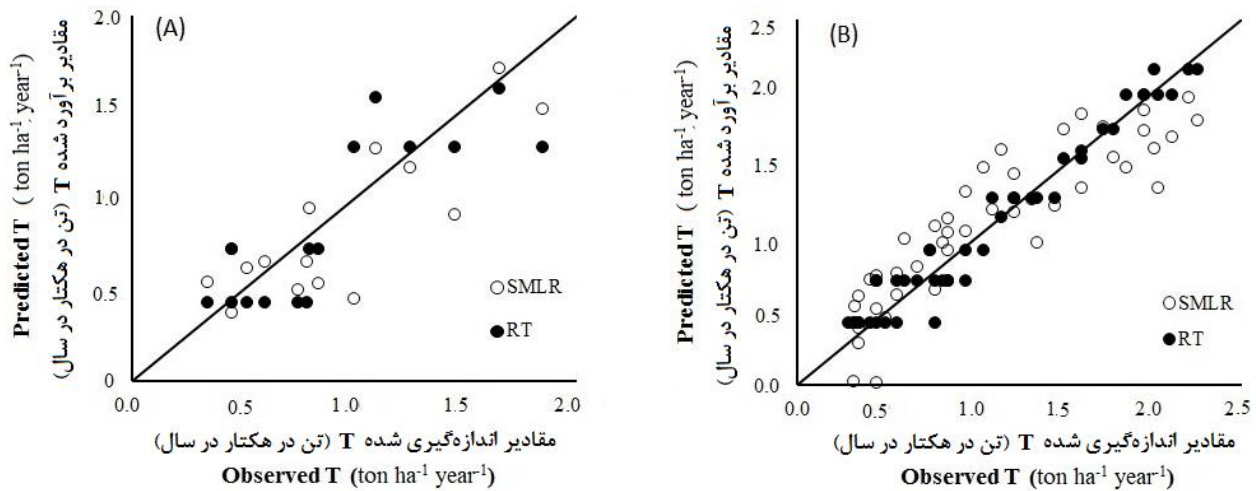 (A)
2.0
1.5
1.0
0.5
0
Predicted T ( ton ha-1 year-1)
مقادیر برآورد شده T (تن در هکتار در سال)
SMLR
RT
0.0 0.5 1.0 1.5 2.0
مقادیر اندازه‌گیری شده T (تن در هکتار در سال)
Observed T (ton ha-1 year-1)
(B)
2.5
2.0
1.5
1.0
0.5
0.0
Predicted T ( ton ha-1 year-1)
مقادیر برآورد شده T (تن در هکتار در سال)
SMLR
RT
0.0 0.5 1.0 1.5 2.0 2.5
مقادیر اندازه‌گیری شده T (تن در هکتار در سال)
Observed T (ton ha-1 year-1)